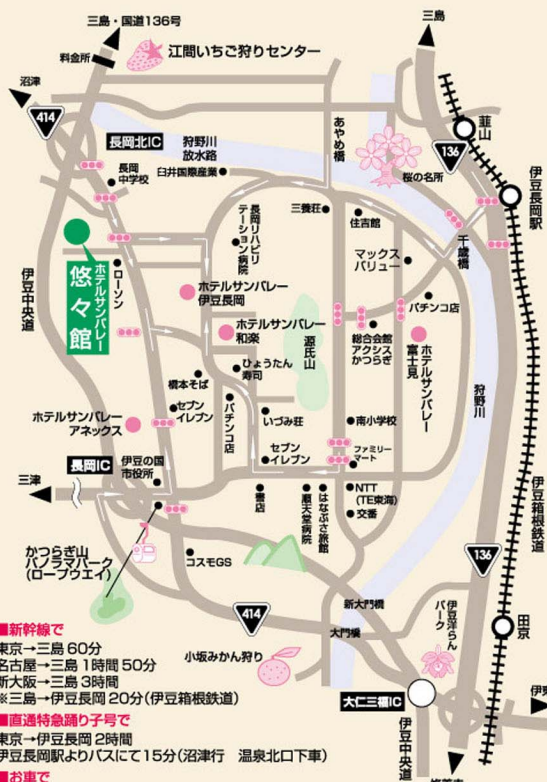 三島・国道136号
三島
料金所
江間いちご狩りセンター
沼津
414
長岡北IC
狩野川
放水路
あやめ橋
韮山
136
長岡
中学校
臼井国際産業
桜の名所
伊豆長岡駅
長岡リハビリ
テーション病院
三養荘
住吉館
千歳橋
マックス
バリュー
ホテルサンバレー
悠々館
ローソン
伊豆中央道
ホテルサンバレー
伊豆長岡
パチンコ店
ホテルサンバレー
和楽
源氏山
総合会館
アクシス
かつらぎ
ホテルサンバレー
富士見
ひょうたん
寿司
狩野川
橋本そば
セブン
イレブン
パチンコ店
いづみ荘
南小学校
ホテルサンバレー
アネックス
セブン
イレブン
ファミリー
マート
長岡IC
伊豆の国
市役所
三津
書店
順天堂病院
はなぶさ旅館
NTT
(TE東海)
交番
伊豆箱根鉄道
かつらぎ山
パノラマパーク
(ロープウエイ)
コスモGS
136
414
新大門橋
大門橋
伊豆洋らん
パーク
田京
小坂みかん狩り
大仁三福IC
伊豆中央道
■新幹線で
東京→三島 60分
名古屋→三島 1時間 50分
新大阪→三島 3時間
※三島→伊豆長岡 20分(伊豆箱根鉄道)
■直通特急踊り子号で
東京→伊豆長岡 2時間
伊豆長岡駅よりバスにて15分(沼津行 温泉北口下車)
■お車で